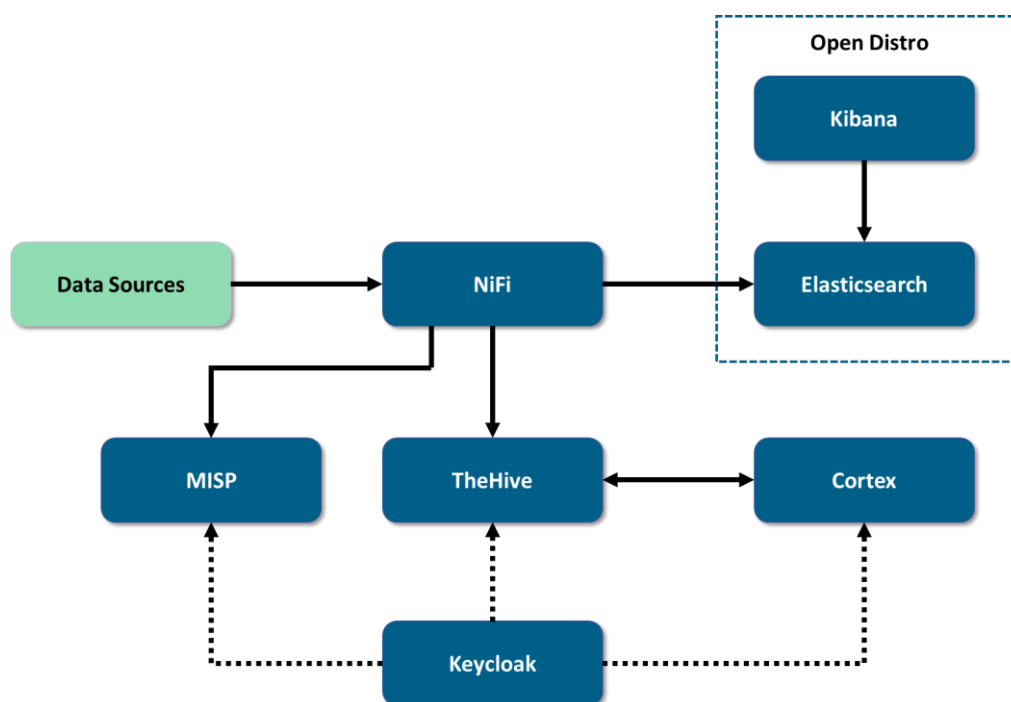 Open Distro
Kibana
Data Sources
NiFi
Elasticsearch
MISP
TheHive
Cortex
Keycloak